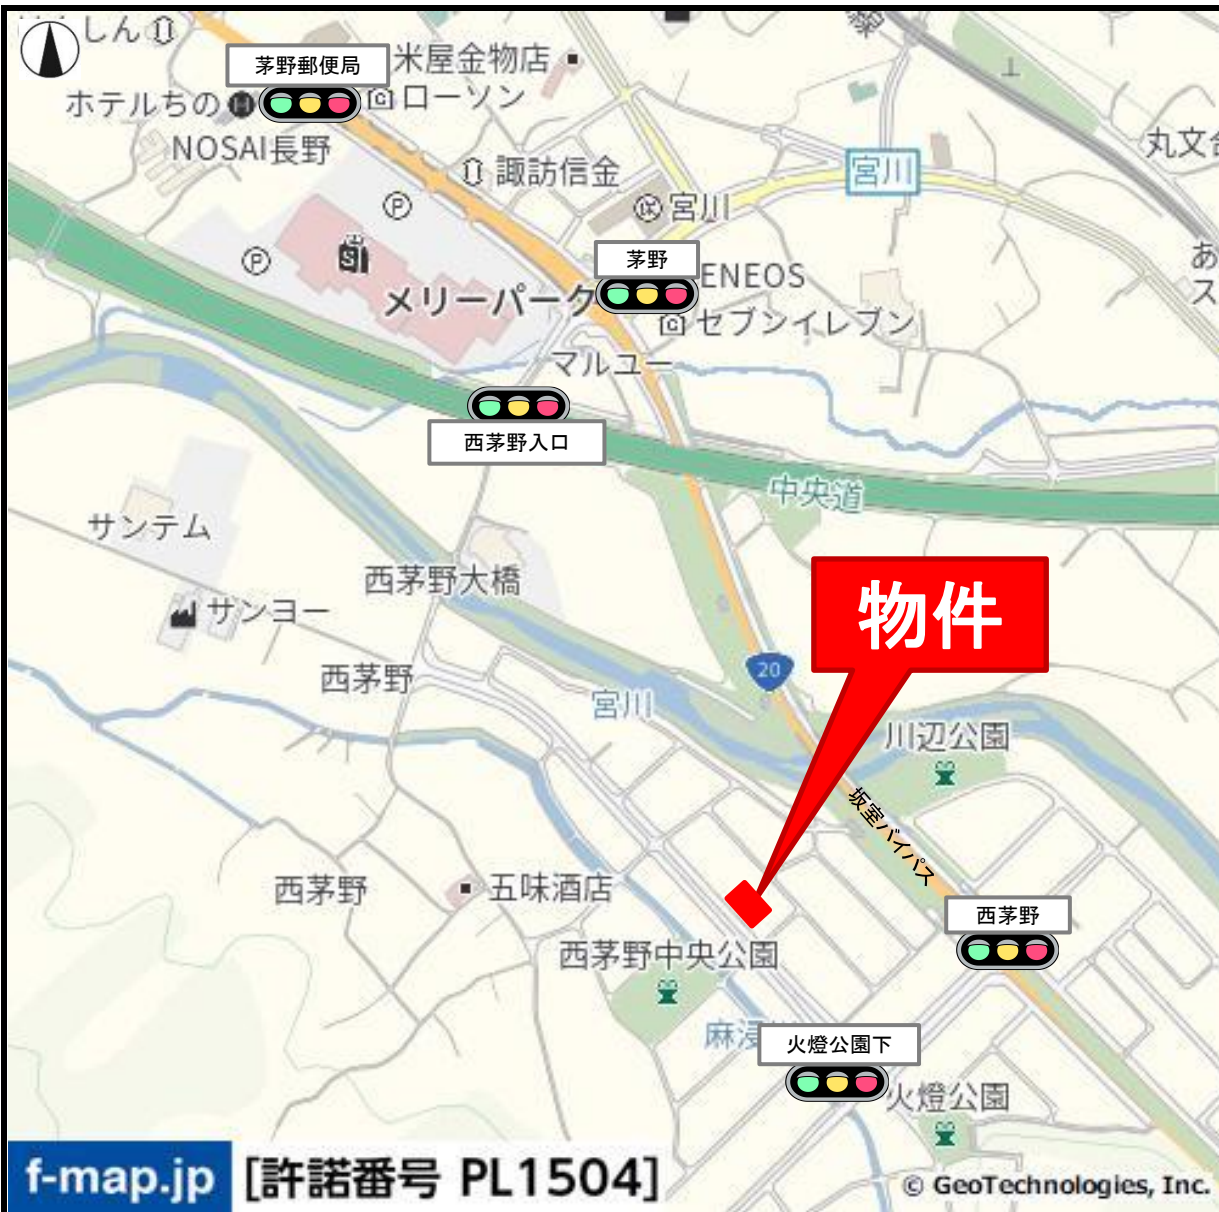 しん
茅野郵便局
米屋金物店
ホテルちの
H
ローソン
NOSAI長野
丸文
諏訪信金
宮川
P
宮川
茅野
P
S
ENEOS
あ
ス
メリーパーク
セブンイレブン
マルユー
西茅野入口
中央道
サンテム
西茅野大橋
物件
サンヨー
西茅野
20
宮川
川辺公園
坂室バイパス
西茅野
五味酒店
西茅野
西茅野中央公園
麻浸
火燈公園下
火燈公園
f-map.jp [許諾番号 PL1504]
© GeoTechnologies, Inc.